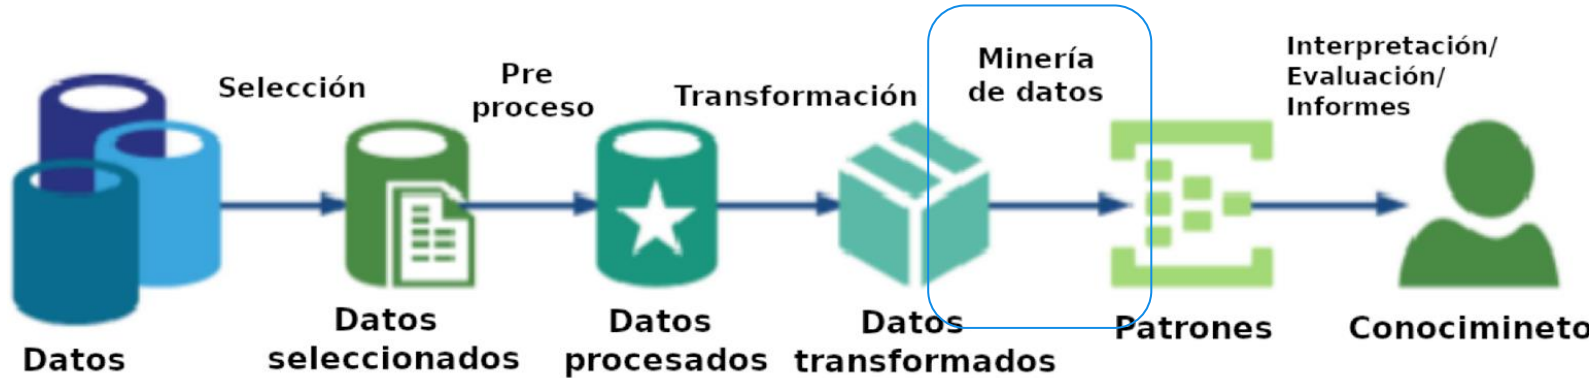 Selección
Pre
proceso
Transformación
Minería
de datos
Interpretación/
Evaluación/
Informes
Datos
Datos
seleccionados
Datos
procesados
Datos
transformados
Patrones
Conocimineto